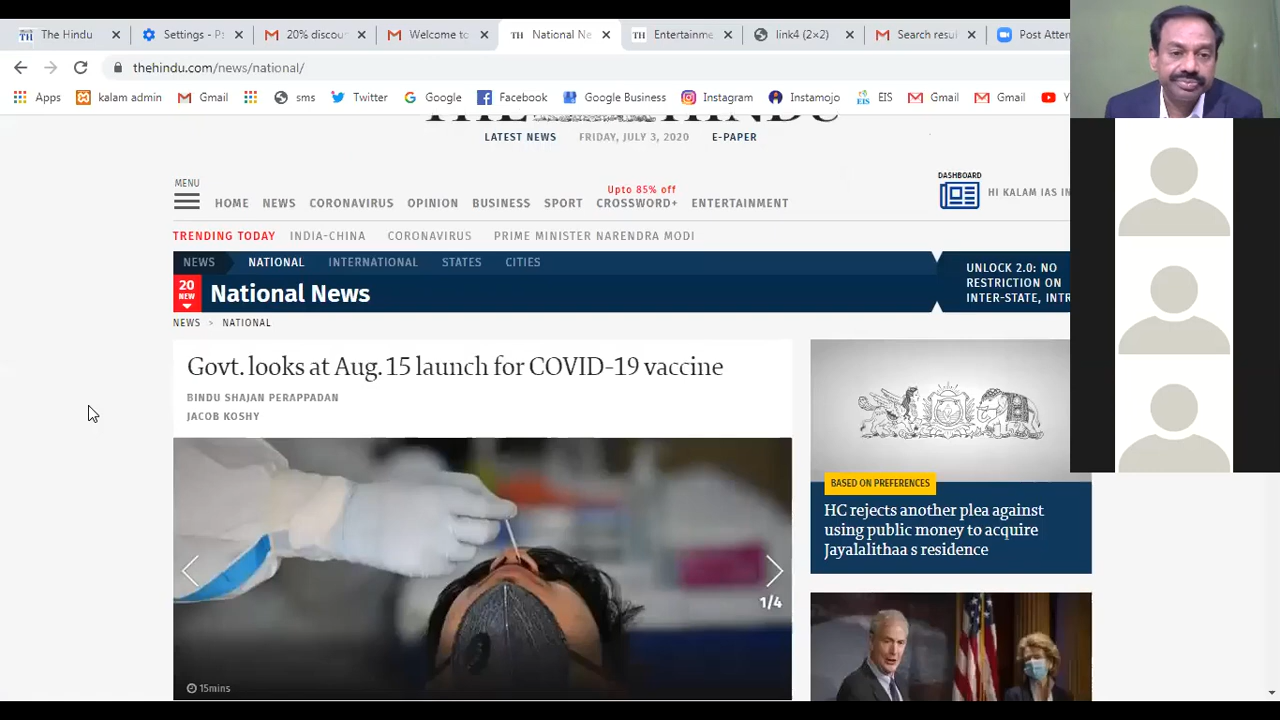 The Hindu
Settings - P
20% discou
Welcome to
National Ne
Entertainme
link4 (2×2)
Search resu
Post Atten
thehindu.com/news/national/
Apps
kalam admin
Gmail
sms
Twitter
Google
Facebook
Google Business
Instagram
Instamojo
EIS
Gmail
Gmail
Y
THE HINDU
LATEST NEWS FRIDAY, JULY 3, 2020 E-PAPER
MENU
DASHBOARD
HI KALAM IAS IN
Upto 85% off
HOME NEWS CORONAVIRUS OPINION BUSINESS SPORT CROSSWORD+ ENTERTAINMENT
TRENDING TODAY INDIA-CHINA CORONAVIRUS PRIME MINISTER NARENDRA MODI
NEWS NATIONAL INTERNATIONAL STATES CITIES
UNLOCK 2.0: NO
RESTRICTION ON
INTER-STATE, INTR
20
NEW
National News
NEWS > NATIONAL
Govt. looks at Aug. 15 launch for COVID-19 vaccine
BINDU SHAJAN PERAPPADAN
JACOB KOSHY
1/4
15mins
BASED ON PREFERENCES
HC rejects another plea against
using public money to acquire
Jayalalithaa s residence